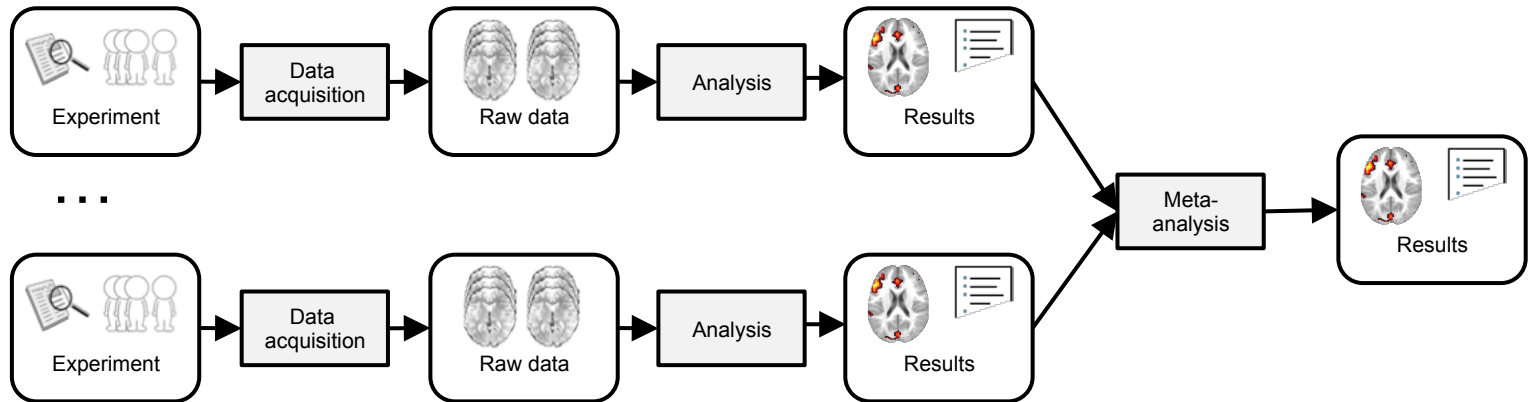 Experiment
Data
acquisition
Raw data
Analysis
Results
...
Experiment
Data
acquisition
Raw data
Analysis
Results
Meta-
analysis
Results